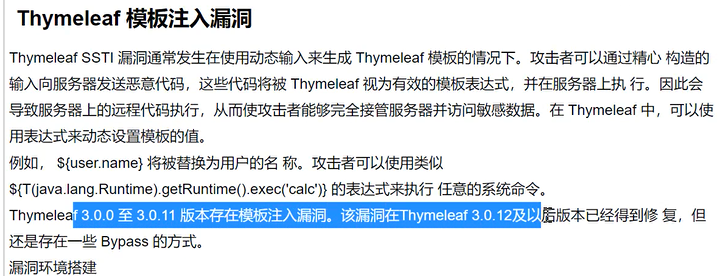 Thymeleaf 模板注入漏洞
Thymeleaf SSTI 漏洞通常发生在使用动态输入来生成 Thymeleaf 模板的情况下。攻击者可以通过精心 构造的
输入向服务器发送恶意代码，这些代码将被 Thymeleaf 视为有效的模板表达式，并在服务器上执 行。因此会
导致服务器上的远程代码执行，从而使攻击者能够完全接管服务器并访问敏感数据。在 Thymeleaf 中，可以使
用表达式来动态设置模板的值。
例如， ${user.name} 将被替换为用户的名 称。攻击者可以使用类似
${T(java.lang.Runtime).getRuntime().exec('calc')} 的表达式来执行 任意的系统命令。
Thymeleaf 3.0.0 至 3.0.11 版本存在模板注入漏洞。该漏洞在Thymeleaf 3.0.12及以后版本已经得到修 复，但
还是存在一些 Bypass 的方式。
漏洞环境搭建